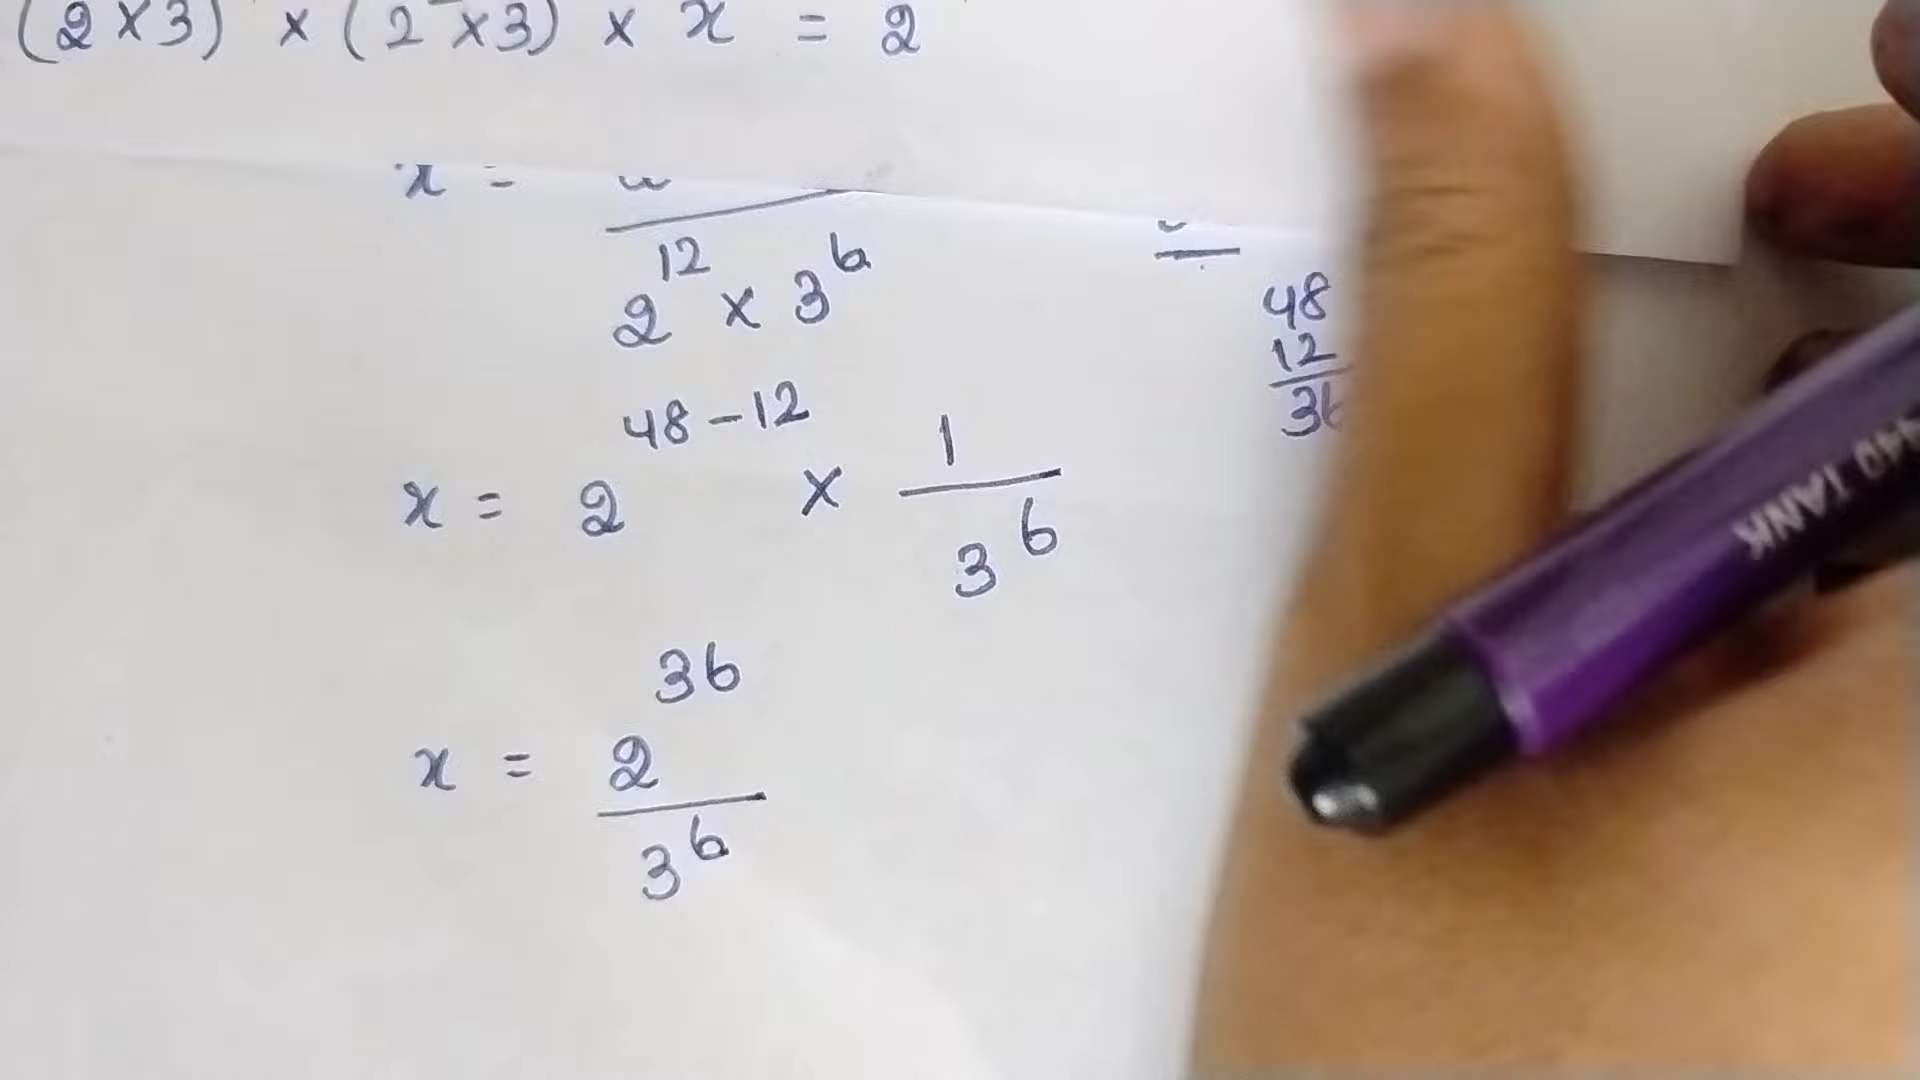 (2×3) × (2 ×3) × x = 2
x =
2^12 × 3^6
48
12
36
x = 2^48-12 × 1/3^6
x = 2^36/3^6
TANK